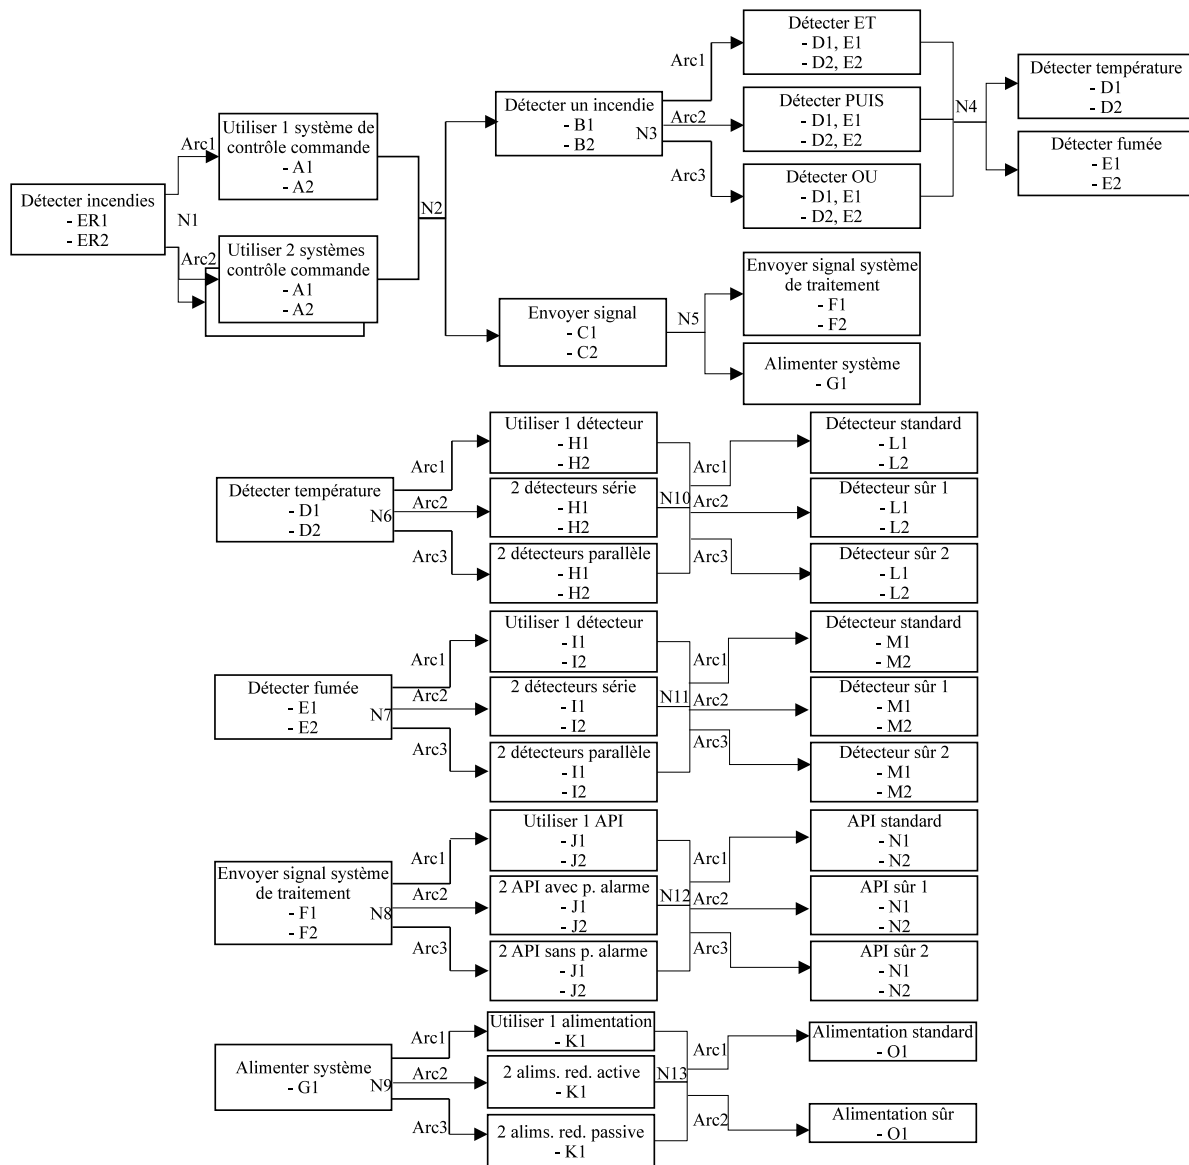 Détecter incendies
- ER1
- ER2
N1
Arc1
Arc2
Utiliser 1 système de
contrôle commande
- A1
- A2
Utiliser 2 systèmes
contrôle commande
- A1
- A2
N2
Détecter un incendie
- B1
- B2
N3
Arc1
Arc2
Arc3
Détecter ET
- D1, E1
- D2, E2
Détecter PUIS
- D1, E1
- D2, E2
Détecter OU
- D1, E1
- D2, E2
N4
Détecter température
- D1
- D2
Détecter fumée
- E1
- E2
Envoyer signal
- C1
- C2
N5
Envoyer signal système
de traitement
- F1
- F2
Alimenter système
- G1
Détecter température
- D1
- D2
N6
Arc1
Arc2
Arc3
Utiliser 1 détecteur
- H1
- H2
2 détecteurs série
- H1
- H2
2 détecteurs parallèle
- H1
- H2
N10
Arc1
Arc2
Arc3
Détecteur standard
- L1
- L2
Détecteur sûr 1
- L1
- L2
Détecteur sûr 2
- L1
- L2
Détecter fumée
- E1
- E2
N7
Arc1
Arc2
Arc3
Utiliser 1 détecteur
- I1
- I2
2 détecteurs série
- I1
- I2
2 détecteurs parallèle
- I1
- I2
N11
Arc1
Arc2
Arc3
Détecteur standard
- M1
- M2
Détecteur sûr 1
- M1
- M2
Détecteur sûr 2
- M1
- M2
Envoyer signal système
de traitement
- F1
- F2
N8
Arc1
Arc2
Arc3
Utiliser 1 API
- J1
- J2
2 API avec p. alarme
- J1
- J2
2 API sans p. alarme
- J1
- J2
N12
Arc1
Arc2
Arc3
API standard
- N1
- N2
API sûr 1
- N1
- N2
API sûr 2
- N1
- N2
Alimenter système
- G1
N9
Arc1
Arc2
Arc3
Utiliser 1 alimentation
- K1
2 alims. red. active
- K1
2 alims. red. passive
- K1
N13
Arc1
Arc2
Alimentation standard
- O1
Alimentation sûr
- O1